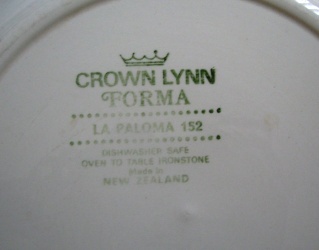 CROWN LYNN
FORMA
LA PALOMA 152
DISHWASHER SAFE
OVEN TO TABLE IRONSTONE
Made in
NEW ZEALAND